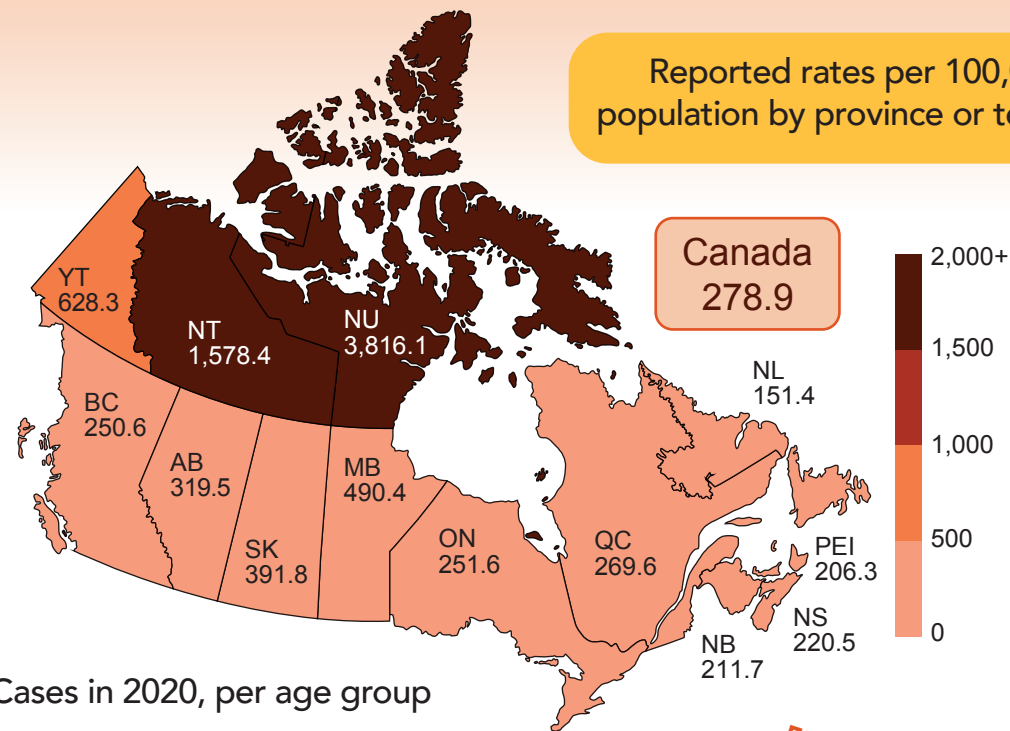 Reported rates per 100,
population by province or te
Canada
278.9
2,000+
1,500
1,000
500
0
YT
628.3
NT
1,578.4
NU
3,816.1
NL
151.4
BC
250.6
AB
319.5
SK
391.8
MB
490.4
ON
251.6
QC
269.6
PEI
206.3
NS
220.5
NB
211.7
Cases in 2020, per age group